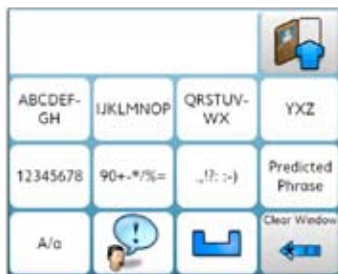 ABCDEF-
GH
IJKLMNOP
QRSTUV-
WX
YXZ
12345678
90+-*/%=
.,!?: :-)
Predicted
Phrase
A/a
Clear Window